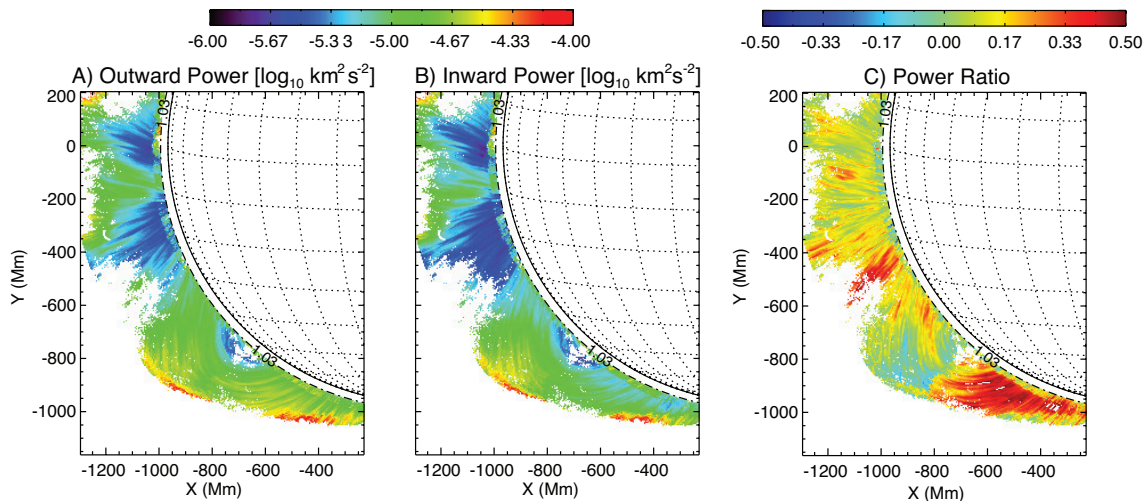 -6.00 -5.67 -5.3 3 -5.00 -4.67 -4.33 -4.00
-0.50 -0.33 -0.17 0.00 0.17 0.33 0.50
A) Outward Power [log10 km2s-2]
B) Inward Power [log10 km2s-2]
C) Power Ratio
200
0
-200
-400
-600
-800
-1000
Y (Mm)
1.03
1.03
-1200 -1000 -800 -600 -400
X (Mm)
1.03
1.03
-1200 -1000 -800 -600 -400
X (Mm)
200
0
-200
-400
-600
-800
-1000
Y (Mm)
1.03
1.03
-1200 -1000 -800 -600 -400
X (Mm)